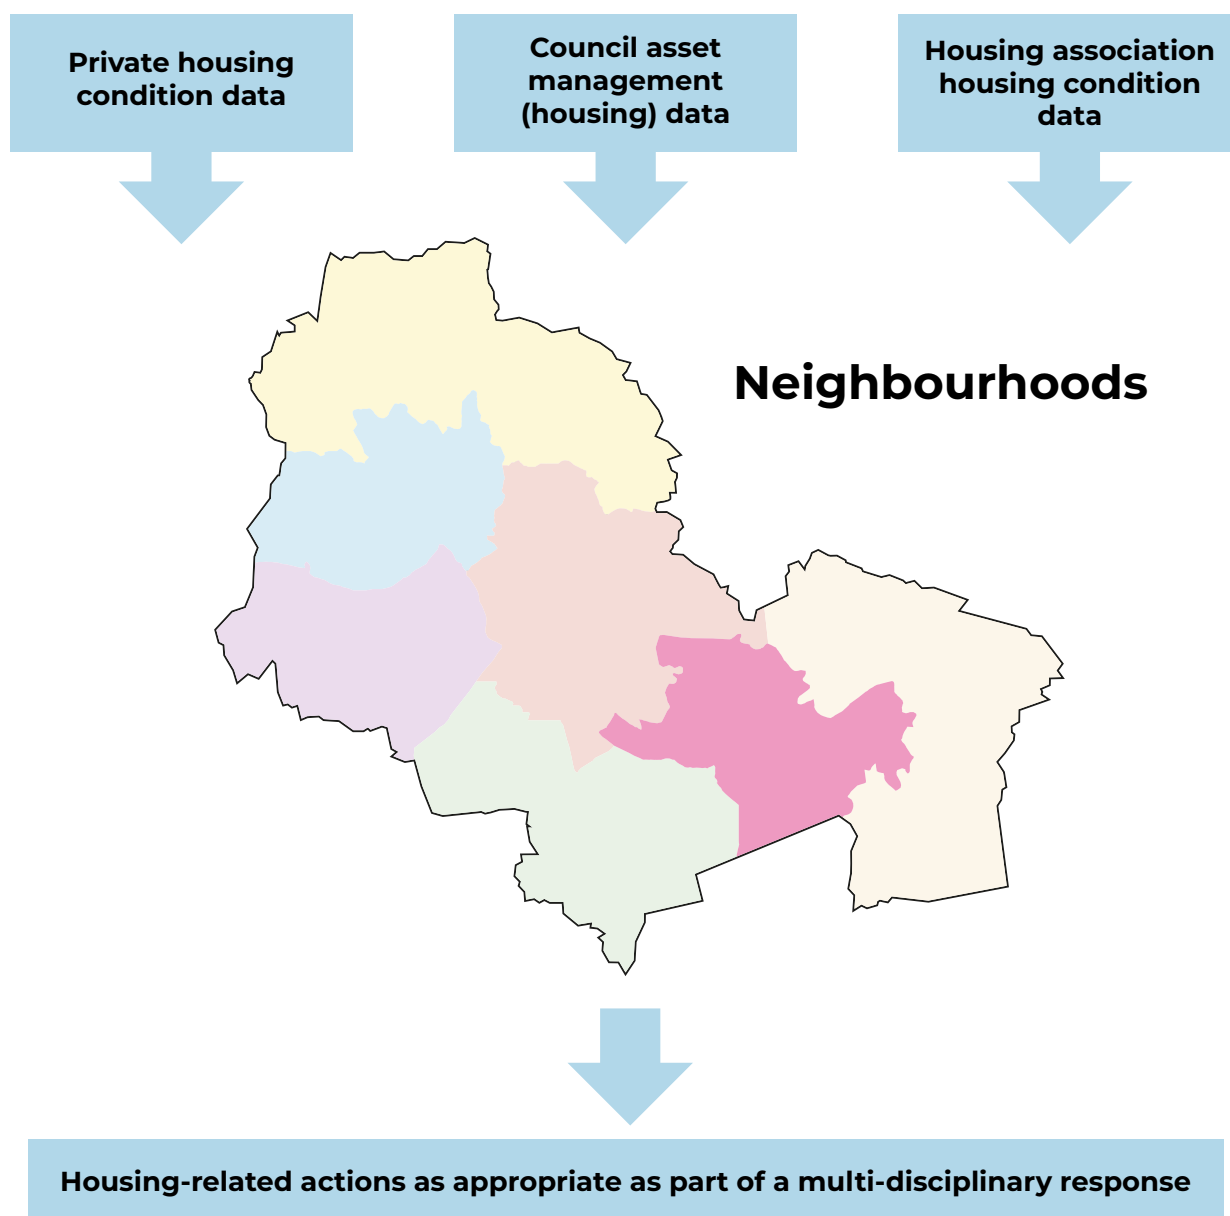 Private housing
condition data
Council asset
management
(housing) data
Housing association
housing condition
data
Neighbourhoods
Housing-related actions as appropriate as part of a multi-disciplinary response